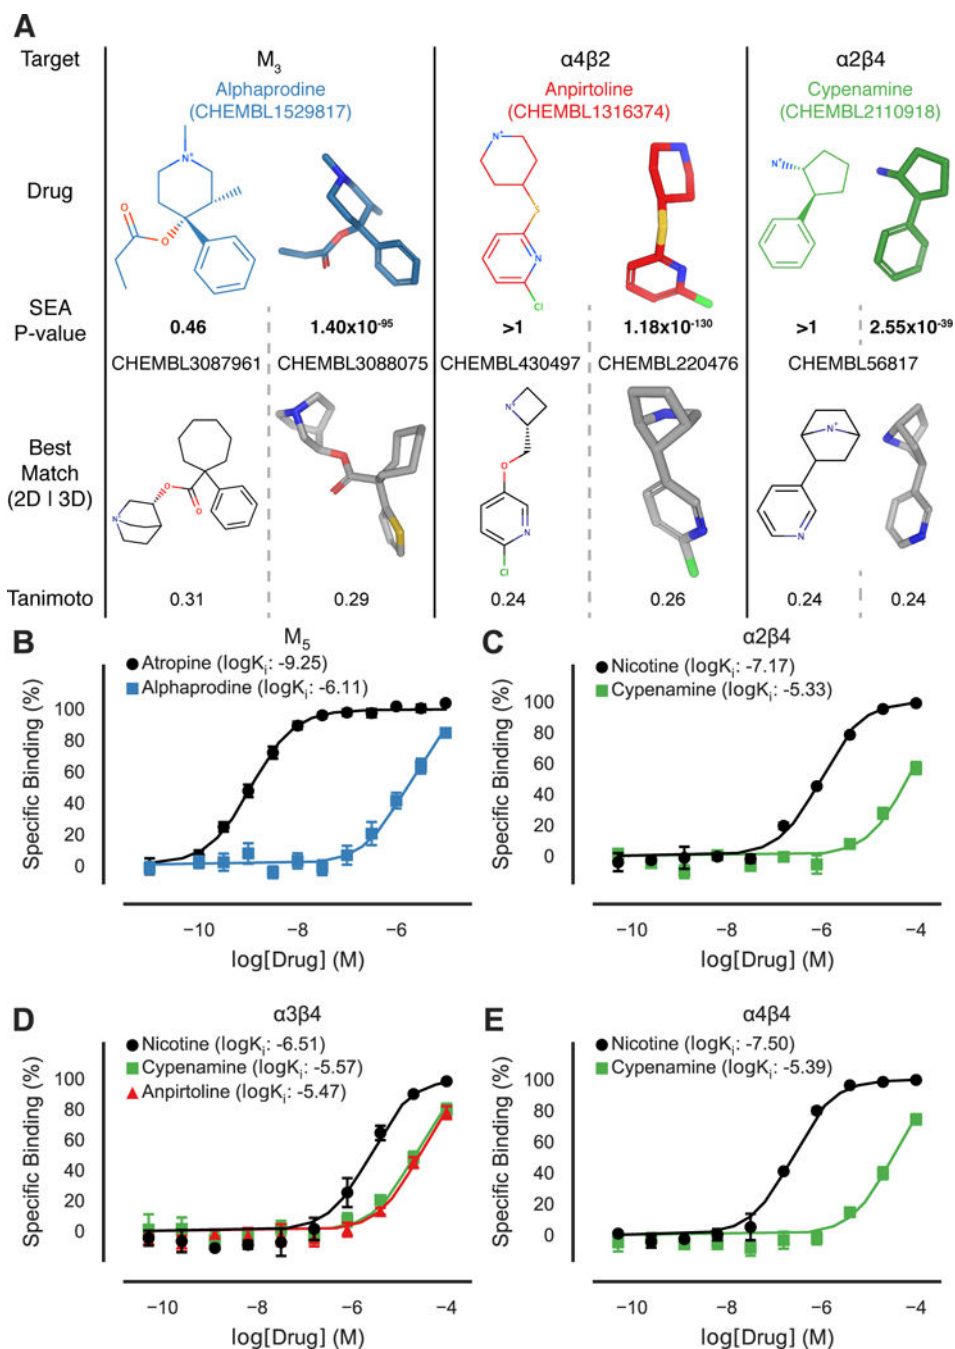 A
Target
M3
α4β2
α2β4
Alphaprodine
(CHEMBL1529817)
Anpirtoline
(CHEMBL1316374)
Cypenamine
(CHEMBL2110918)
Drug
N+
O
O
N+
S
N
Cl
N+
SEA
P-value
0.46
1.40x10-95
>1
1.18x10-130
>1
2.55x10-39
CHEMBL3087961
CHEMBL3088075
CHEMBL430497
CHEMBL220476
CHEMBL56817
Best
Match
(2D | 3D)
N+
O
O
N+
O
N
Cl
N+
N
Tanimoto
0.31
0.29
0.24
0.26
0.24
0.24
B
M5
Atropine (logKi: -9.25)
Alphaprodine (logKi: -6.11)
Specific Binding (%)
100
80
60
40
20
0
−10
−8
−6
log[Drug] (M)
C
α2β4
Nicotine (logKi: -7.17)
Cypenamine (logKi: -5.33)
Specific Binding (%)
100
80
60
40
20
0
−10
−8
−6
−4
log[Drug] (M)
D
α3β4
Nicotine (logKi: -6.51)
Cypenamine (logKi: -5.57)
Anpirtoline (logKi: -5.47)
Specific Binding (%)
100
80
60
40
20
0
−10
−8
−6
−4
log[Drug] (M)
E
α4β4
Nicotine (logKi: -7.50)
Cypenamine (logKi: -5.39)
Specific Binding (%)
100
80
60
40
20
0
−10
−8
−6
−4
log[Drug] (M)